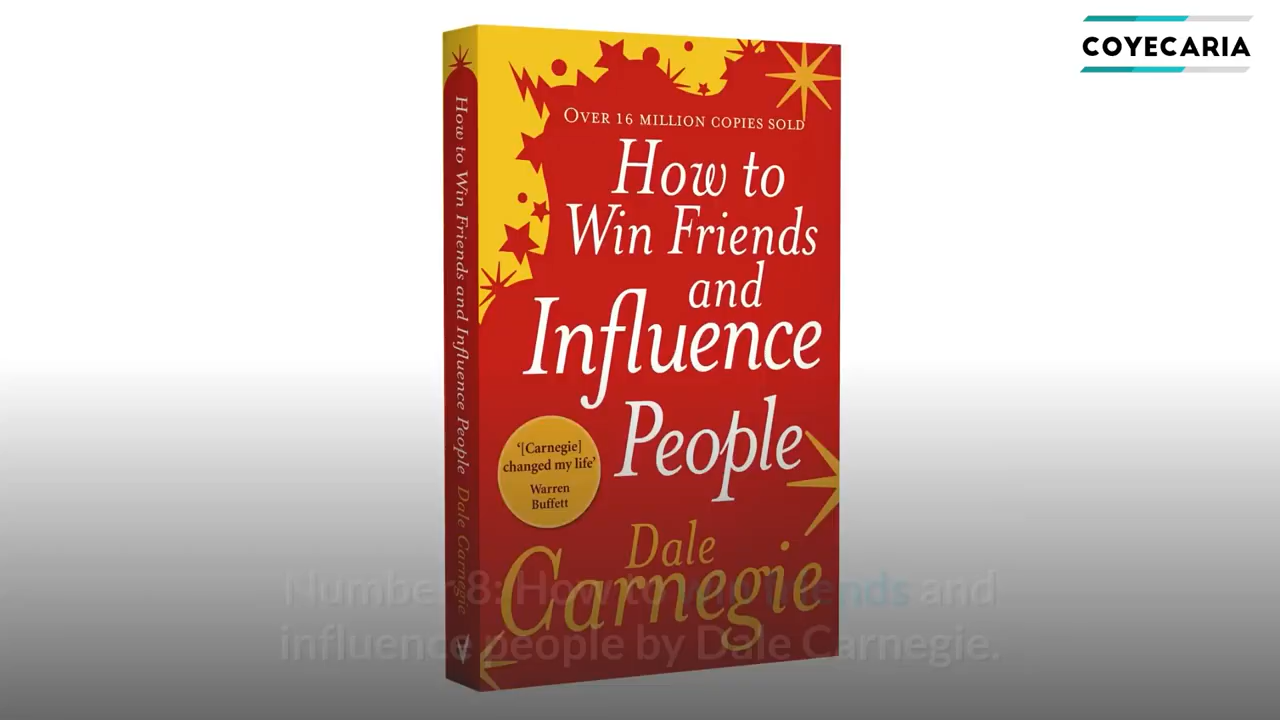 COYECARIA
How to Win Friends and Influence People Dale Carnegie
OVER 16 MILLION COPIES SOLD
How to
Win Friends
and
Influence
People
‘[Carnegie]
changed my life’
Warren
Buffett
Dale
Carnegie
Number 8: How to win friends and
influence people by Dale Carnegie.